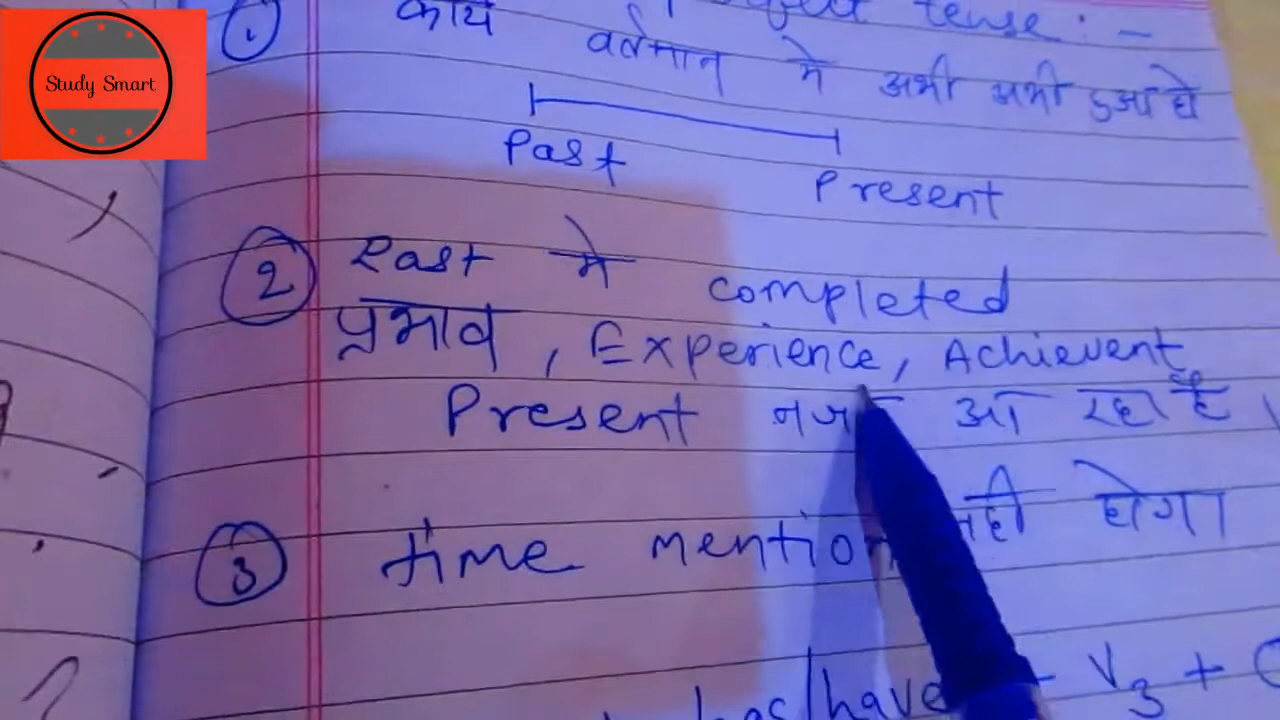 Study Smart
tense : -
① कार्य वर्तमान मे अभी अभी हुआ हो
Past
Present
② Past मे completed
प्रभाव , Experience, Achievent
Present आ रहा है ।
③ time mention नही होगा
has/have + V3 +